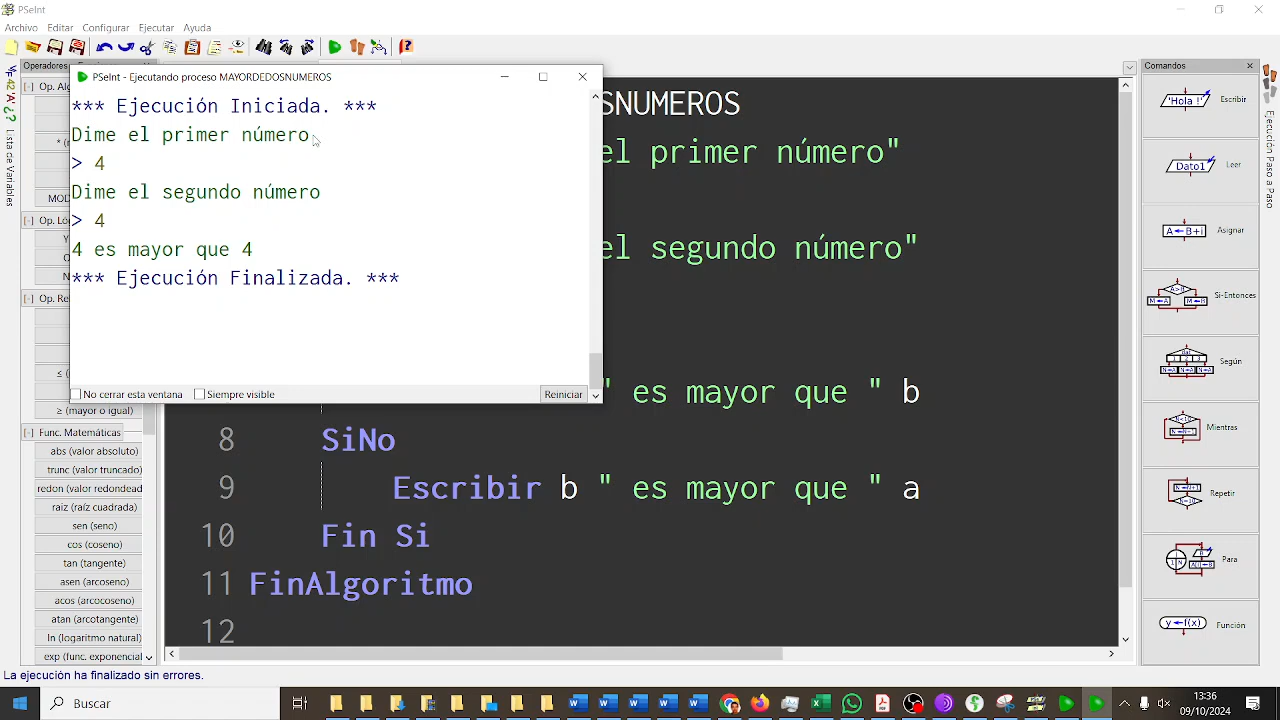 PSeInt
Archivo Editar Configurar Ejecutar Ayuda
Operadores
PSeInt - Ejecutando proceso MAYORDEDOSNUMEROS
*** Ejecución Iniciada. ***
Dime el primer número
> 4
Dime el segundo número
> 4
4 es mayor que 4
*** Ejecución Finalizada. ***
No cerrar esta ventana
Siempre visible
Reiniciar
Lista de Variables
[-] Op. Alg
MOD
[-] Op. Ló
Y
[-] Op. Re
≥ (mayor o igual)
[-] Func. Matemáticas
abs (valor absoluto)
trunc (valor truncado)
redon (valor redondead
raiz (raíz cuadrada)
sen (seno)
cos (coseno)
tan (tangente)
asen (arcoseno)
acos (arcocoseno)
atan (arcotangente)
ln (logaritmo natural)
exp (func. exponencial
SNUMEROS
el primer número"
el segundo número"
" es mayor que " b
8 SiNo
9 Escribir b " es mayor que " a
10 Fin Si
11 FinAlgoritmo
12
Comandos
'Hola !' Escribir
Dato1 Leer
A←B+i Asignar
Si-Entonces
Según
Mientras
Repetir
Para
y←f(x) Función
Ejecución Paso a Paso
La ejecución ha finalizado sin errores.
Buscar
13:36
09/10/2024